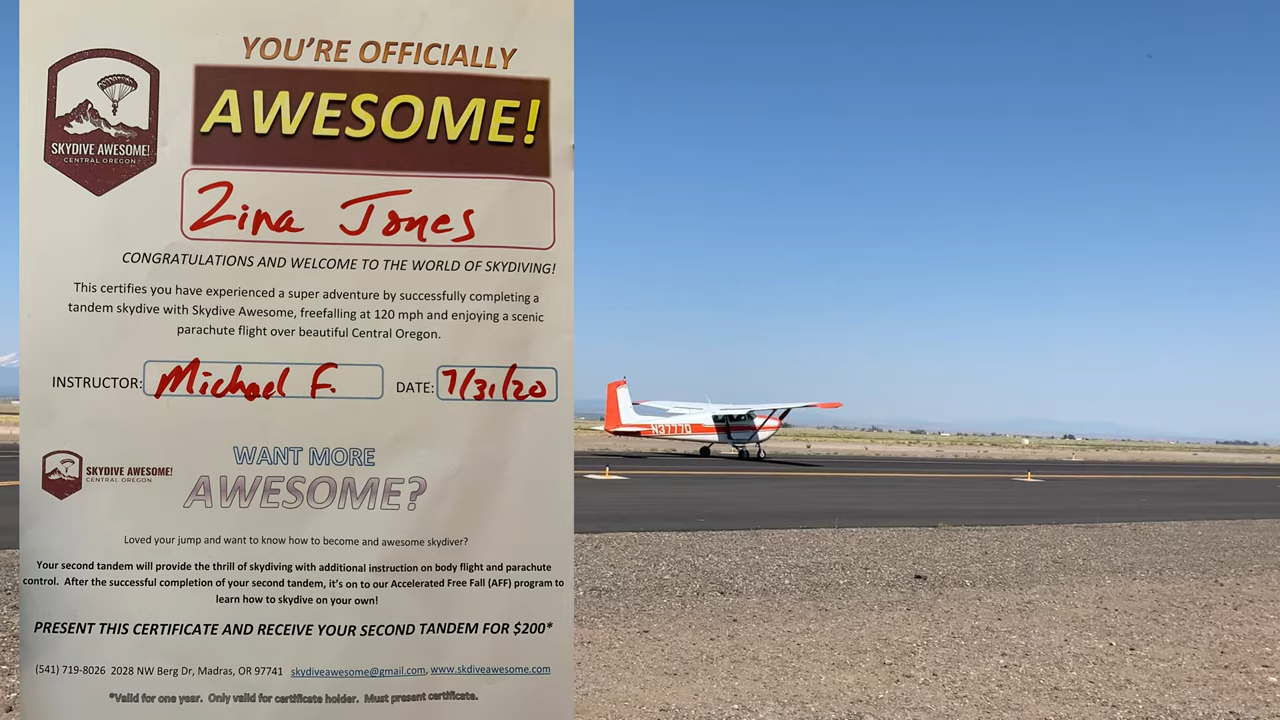 YOU'RE OFFICIALLY
AWESOME!
SKYDIVE AWESOME!
CENTRAL OREGON
Zina Jones
CONGRATULATIONS AND WELCOME TO THE WORLD OF SKYDIVING!
This certifies you have experienced a super adventure by successfully completing a
tandem skydive with Skydive Awesome, freefalling at 120 mph and enjoying a scenic
parachute flight over beautiful Central Oregon.
INSTRUCTOR: Michael F. DATE: 7/31/20
WANT MORE
AWESOME?
SKYDIVE AWESOME!
CENTRAL OREGON
Loved your jump and want to know how to become and awesome skydiver?
Your second tandem will provide the thrill of skydiving with additional instruction on body flight and parachute
control. After the successful completion of your second tandem, it's on to our Accelerated Free Fall (AFF) program to
learn how to skydive on your own!
PRESENT THIS CERTIFICATE AND RECEIVE YOUR SECOND TANDEM FOR $200*
(541) 719-8026 2028 NW Berg Dr, Madras, OR 97741 skydiveawesome@gmail.com, www.skdiveawesome.com
*Valid for one year. Only valid for certificate holder. Must present certificate.
N3777D